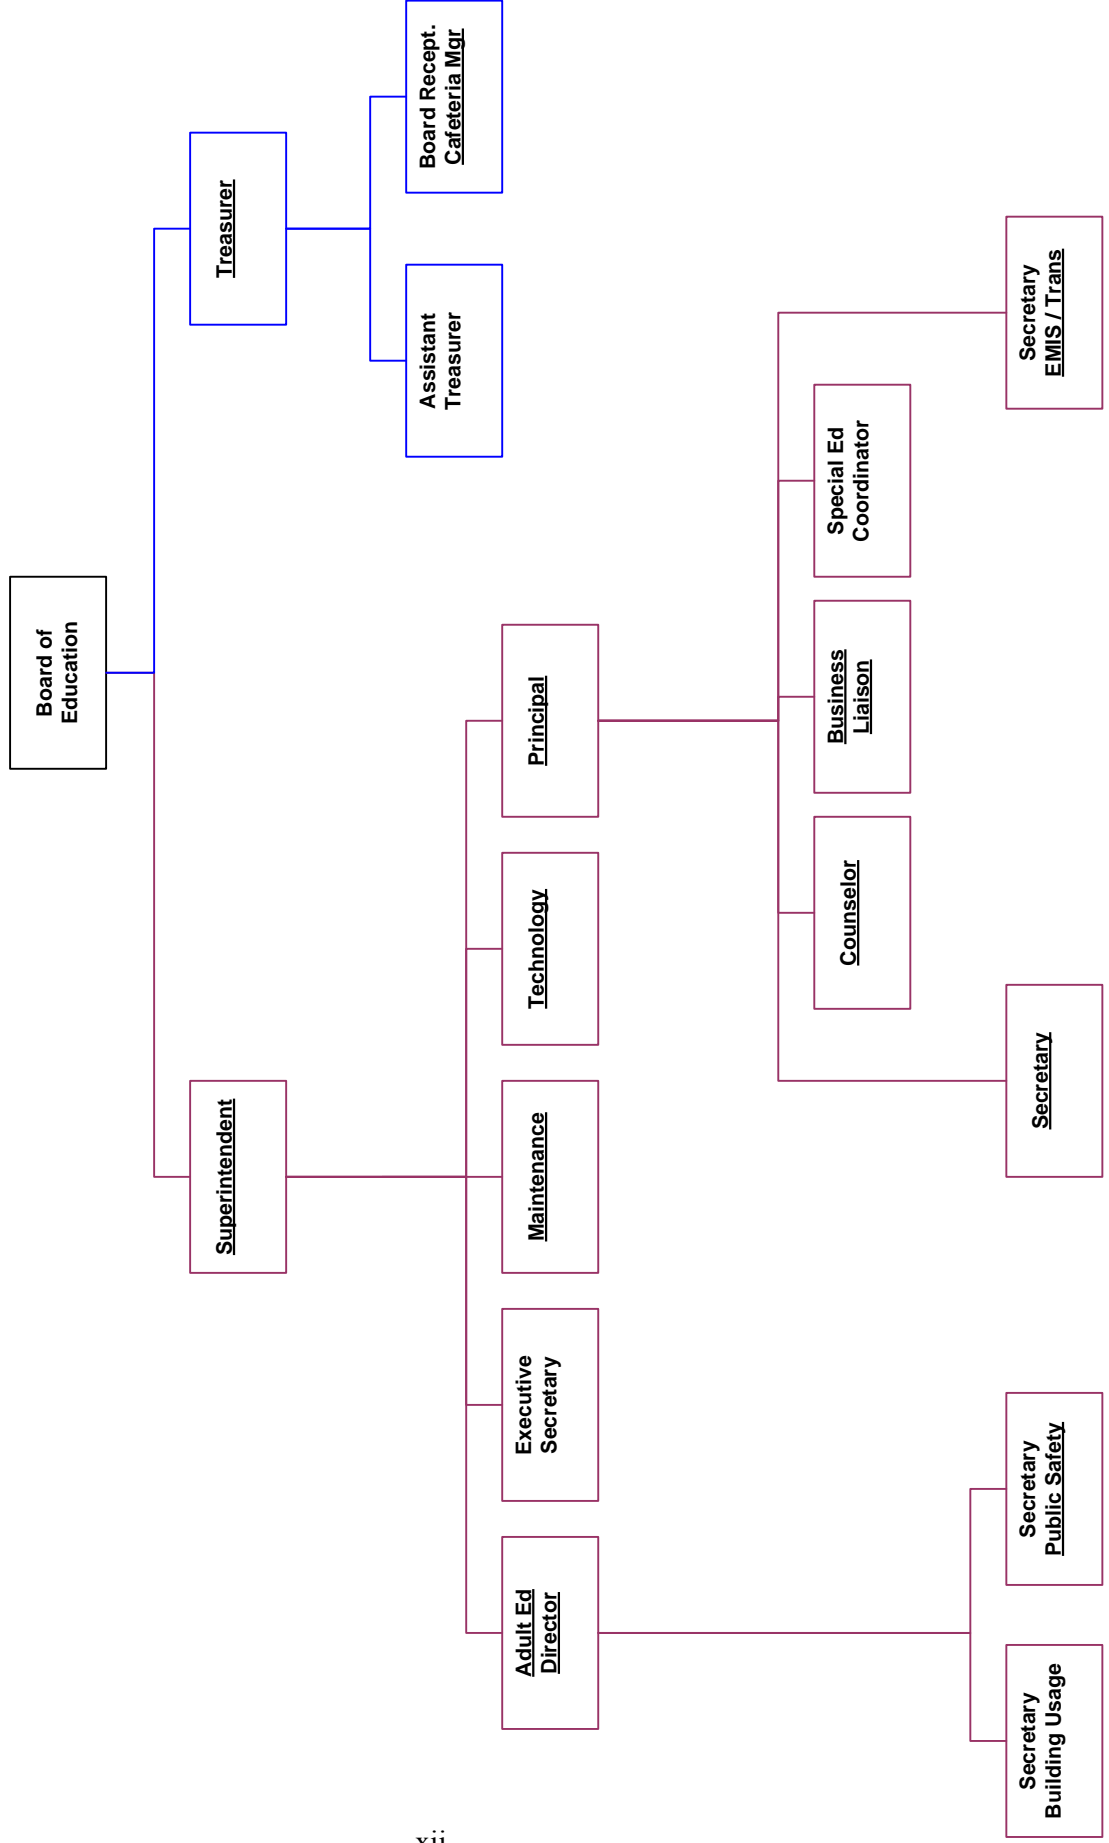 Board of
Education
Superintendent
Treasurer
Assistant
Treasurer
Board Recept.
Cafeteria Mgr
Adult Ed
Director
Executive
Secretary
Maintenance
Technology
Principal
Counselor
Business
Liaison
Special Ed
Coordinator
Secretary
Building Usage
Secretary
Public Safety
Secretary
Secretary
EMIS / Trans
xii